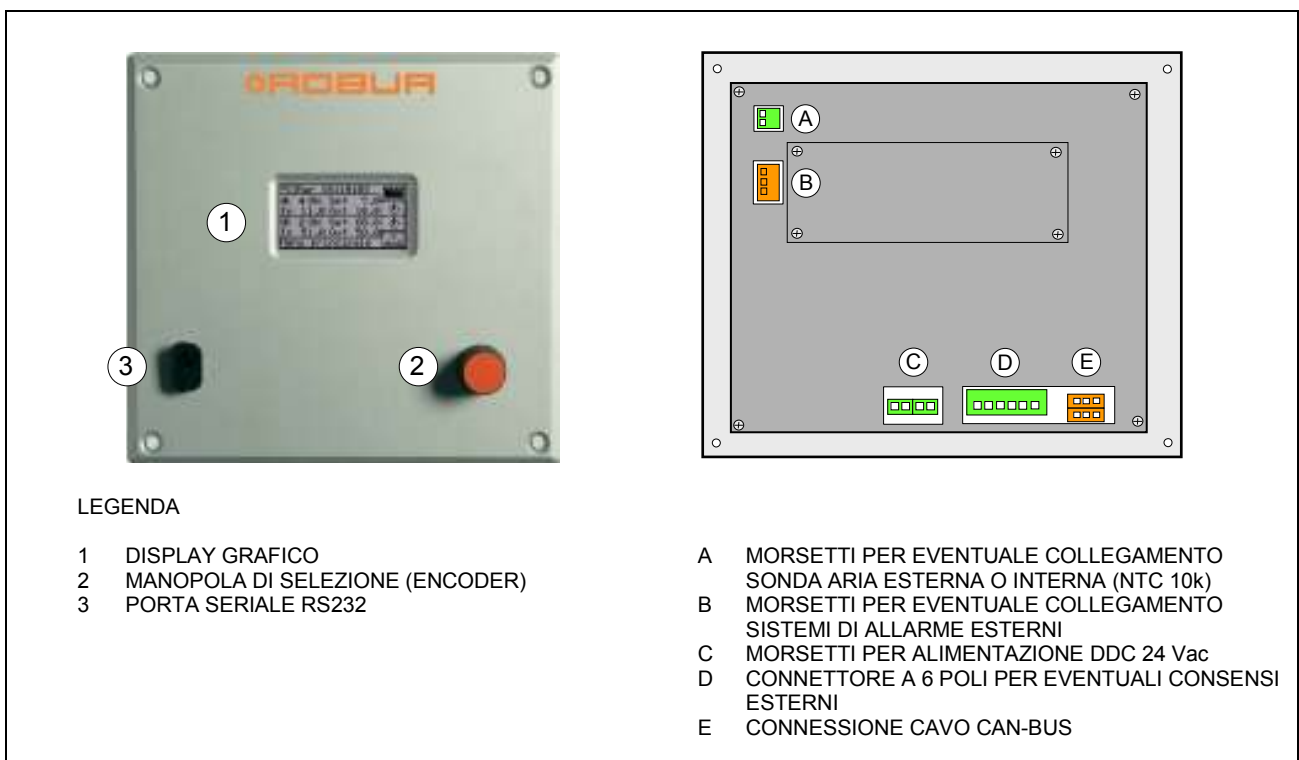 ROBUR
1
2
3
A
B
C
D
E
LEGENDA
1 DISPLAY GRAFICO
2 MANOPOLA DI SELEZIONE (ENCODER)
3 PORTA SERIALE RS232
A MORSETTI PER EVENTUALE COLLEGAMENTO
SONDA ARIA ESTERNA O INTERNA (NTC 10k)
B MORSETTI PER EVENTUALE COLLEGAMENTO
SISTEMI DI ALLARME ESTERNI
C MORSETTI PER ALIMENTAZIONE DDC 24 Vac
D CONNETTORE A 6 POLI PER EVENTUALI CONSENSI
ESTERNI
E CONNESSIONE CAVO CAN-BUS